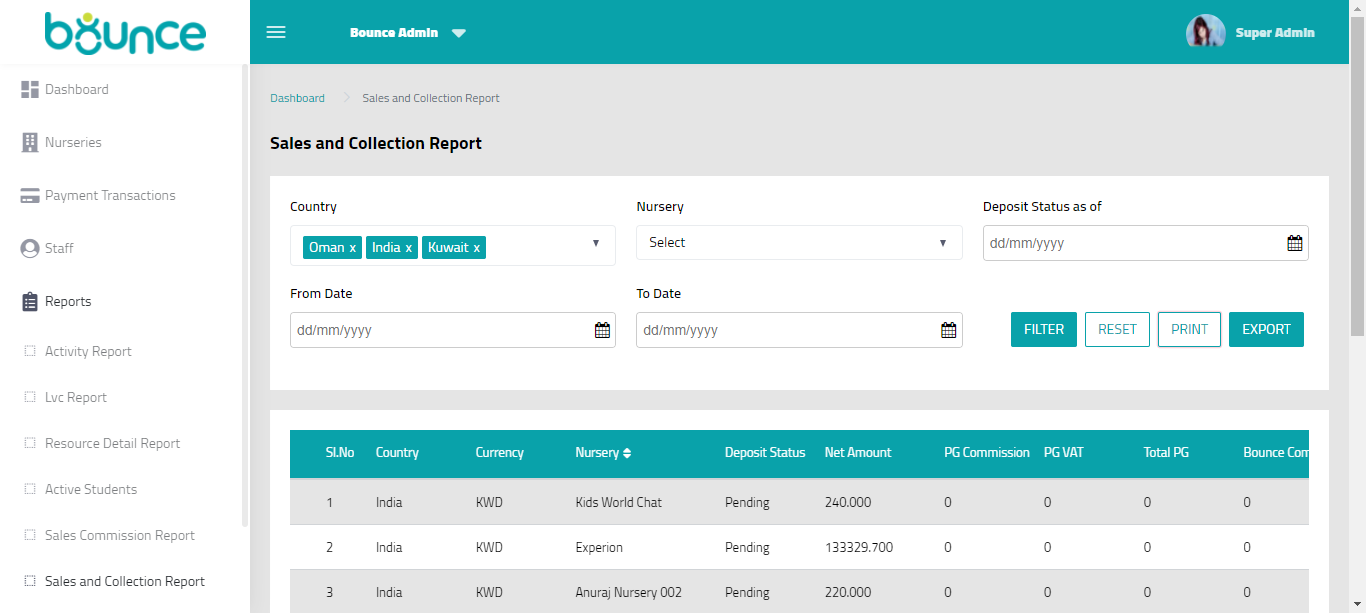 bounce
Bounce Admin
Super Admin
Dashboard
Nurseries
Payment Transactions
Staff
Reports
Activity Report
Lvc Report
Resource Detail Report
Active Students
Sales Commission Report
Sales and Collection Report
Dashboard Sales and Collection Report
Sales and Collection Report
Country Nursery Deposit Status as of
Oman x India x Kuwait x Select dd/mm/yyyy
From Date To Date
dd/mm/yyyy dd/mm/yyyy FILTER RESET PRINT EXPORT
Sl.No Country Currency Nursery Deposit Status Net Amount PG Commission PG VAT Total PG Bounce Com
1 India KWD Kids World Chat Pending 240.000 0 0 0 0
2 India KWD Experion Pending 133329.700 0 0 0 0
3 India KWD Anuraj Nursery 002 Pending 220.000 0 0 0 0